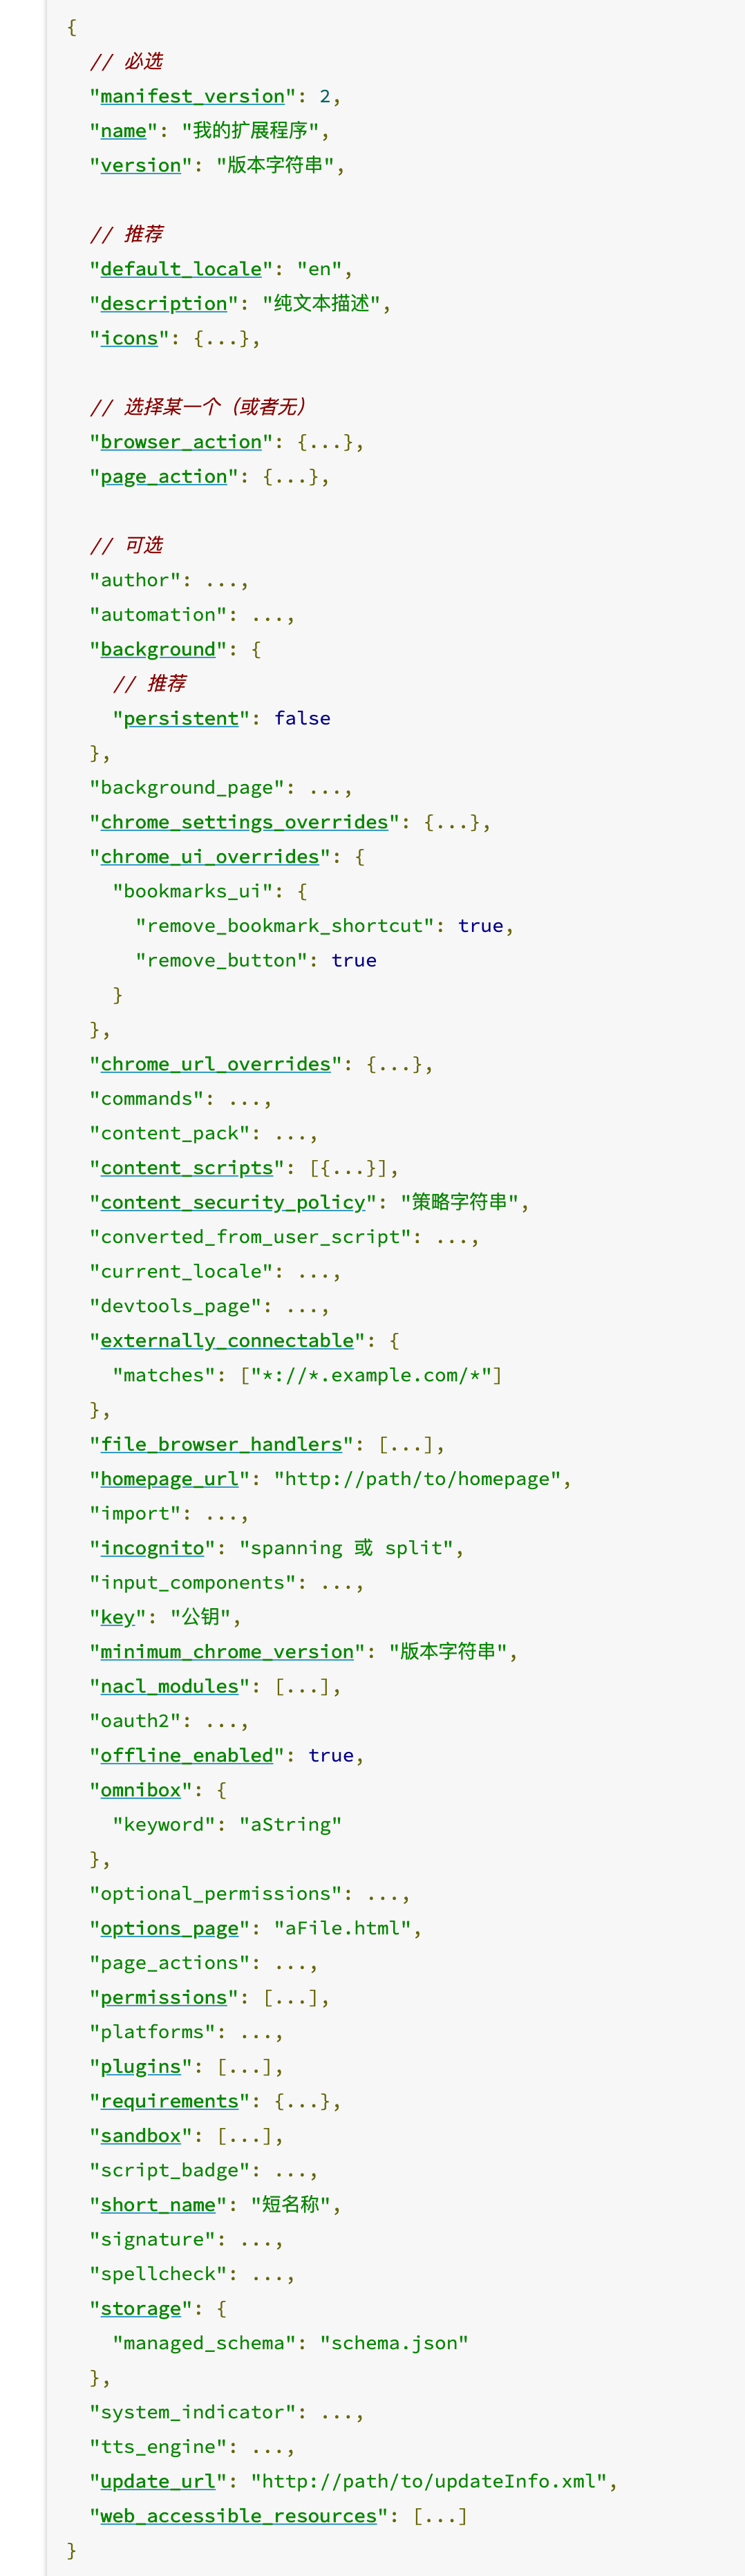 {
  // 必选
  "manifest_version": 2,
  "name": "我的扩展程序",
  "version": "版本字符串",

  // 推荐
  "default_locale": "en",
  "description": "纯文本描述",
  "icons": {...},

  // 选择某一个（或者无）
  "browser_action": {...},
  "page_action": {...},

  // 可选
  "author": ...,
  "automation": ...,
  "background": {
    // 推荐
    "persistent": false
  },
  "background_page": ...,
  "chrome_settings_overrides": {...},
  "chrome_ui_overrides": {
    "bookmarks_ui": {
      "remove_bookmark_shortcut": true,
      "remove_button": true
    }
  },
  "chrome_url_overrides": {...},
  "commands": ...,
  "content_pack": ...,
  "content_scripts": [{...}],
  "content_security_policy": "策略字符串",
  "converted_from_user_script": ...,
  "current_locale": ...,
  "devtools_page": ...,
  "externally_connectable": {
    "matches": ["*://*.example.com/*"]
  },
  "file_browser_handlers": [...],
  "homepage_url": "http://path/to/homepage",
  "import": ...,
  "incognito": "spanning 或 split",
  "input_components": ...,
  "key": "公钥",
  "minimum_chrome_version": "版本字符串",
  "nacl_modules": [...],
  "oauth2": ...,
  "offline_enabled": true,
  "omnibox": {
    "keyword": "aString"
  },
  "optional_permissions": ...,
  "options_page": "aFile.html",
  "page_actions": ...,
  "permissions": [...],
  "platforms": ...,
  "plugins": [...],
  "requirements": {...},
  "sandbox": [...],
  "script_badge": ...,
  "short_name": "短名称",
  "signature": ...,
  "spellcheck": ...,
  "storage": {
    "managed_schema": "schema.json"
  },
  "system_indicator": ...,
  "tts_engine": ...,
  "update_url": "http://path/to/updateInfo.xml",
  "web_accessible_resources": [...]
}